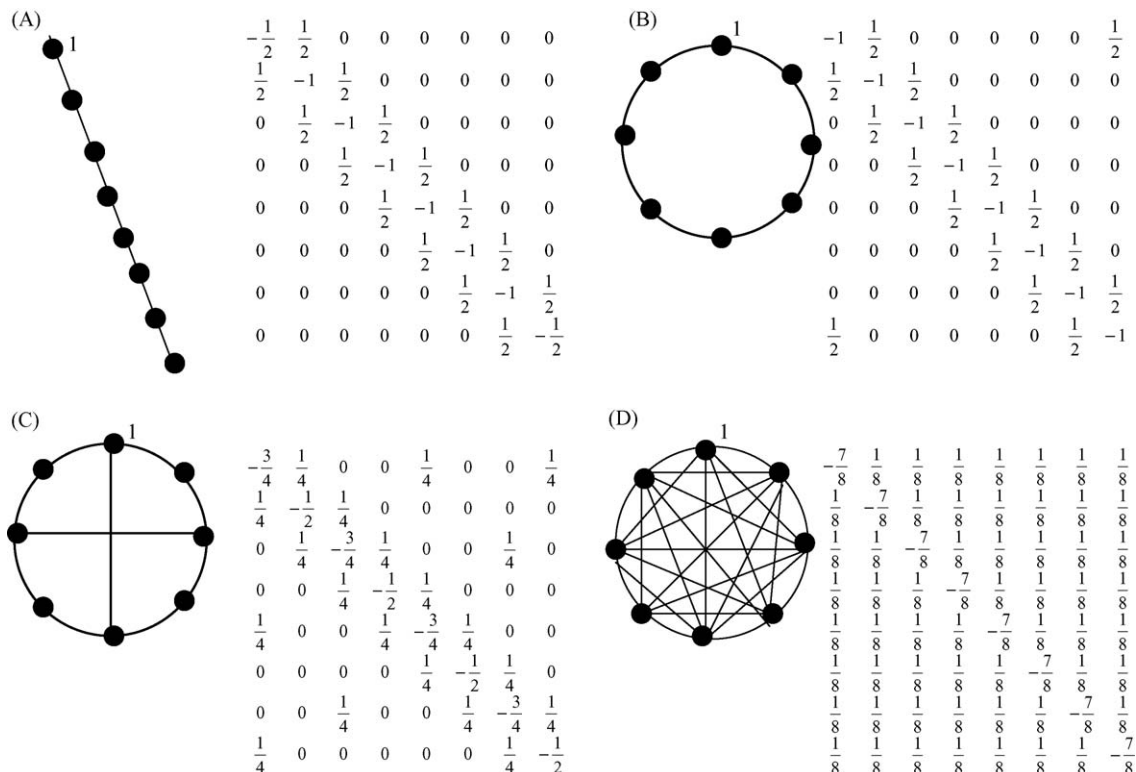 (A)
1
-1/2 1/2 0 0 0 0 0 0
1/2 -1 1/2 0 0 0 0 0
0 1/2 -1 1/2 0 0 0 0
0 0 1/2 -1 1/2 0 0 0
0 0 0 1/2 -1 1/2 0 0
0 0 0 0 1/2 -1 1/2 0
0 0 0 0 0 1/2 -1 1/2
0 0 0 0 0 0 1/2 -1/2
(B)
1
-1 1/2 0 0 0 0 0 1/2
1/2 -1 1/2 0 0 0 0 0
0 1/2 -1 1/2 0 0 0 0
0 0 1/2 -1 1/2 0 0 0
0 0 0 1/2 -1 1/2 0 0
0 0 0 0 1/2 -1 1/2 0
0 0 0 0 0 1/2 -1 1/2
1/2 0 0 0 0 0 1/2 -1
(C)
1
-3/4 1/4 0 0 1/4 0 0 1/4
1/4 -1/2 1/4 0 0 0 0 0
0 1/4 -3/4 1/4 0 0 1/4 0
0 0 1/4 -1/2 1/4 0 0 0
1/4 0 0 1/4 -3/4 1/4 0 0
0 0 0 0 1/4 -1/2 1/4 0
0 0 1/4 0 0 1/4 -3/4 1/4
1/4 0 0 0 0 0 1/4 -1/2
(D)
1
-7/8 1/8 1/8 1/8 1/8 1/8 1/8 1/8
1/8 -7/8 1/8 1/8 1/8 1/8 1/8 1/8
1/8 1/8 -7/8 1/8 1/8 1/8 1/8 1/8
1/8 1/8 1/8 -7/8 1/8 1/8 1/8 1/8
1/8 1/8 1/8 1/8 -7/8 1/8 1/8 1/8
1/8 1/8 1/8 1/8 1/8 -7/8 1/8 1/8
1/8 1/8 1/8 1/8 1/8 1/8 -7/8 1/8
1/8 1/8 1/8 1/8 1/8 1/8 1/8 -7/8